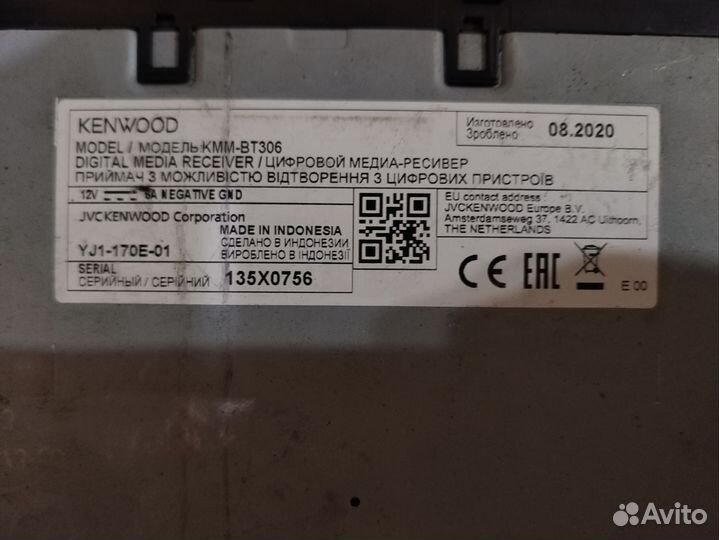 KENWOOD
MODEL / МОДЕЛЬ KMM-BT306
DIGITAL MEDIA RECEIVER / ЦИФРОВОЙ МЕДИА-РЕСИВЕР
ПРИЙМАЧ З МОЖЛИВІСТЮ ВІДТВОРЕННЯ З ЦИФРОВИХ ПРИСТРОЇВ
Изготовлено
Зроблено 08.2020
12V A NEGATIVE GND
JVCKENWOOD Corporation
MADE IN INDONESIA
СДЕЛАНО В ИНДОНЕЗИИ
YJ1-170E-01
ВИРОБЛЕНО В ІНДОНЕЗІЇ
SERIAL
СЕРИЙНЫЙ / СЕРІЙНИЙ 135X0756
EU contact address :
JVCKENWOOD Europe B.V.
Amsterdamseweg 37, 1422 AC Uithoorn,
THE NETHERLANDS
CE EAC
E 00
Avito